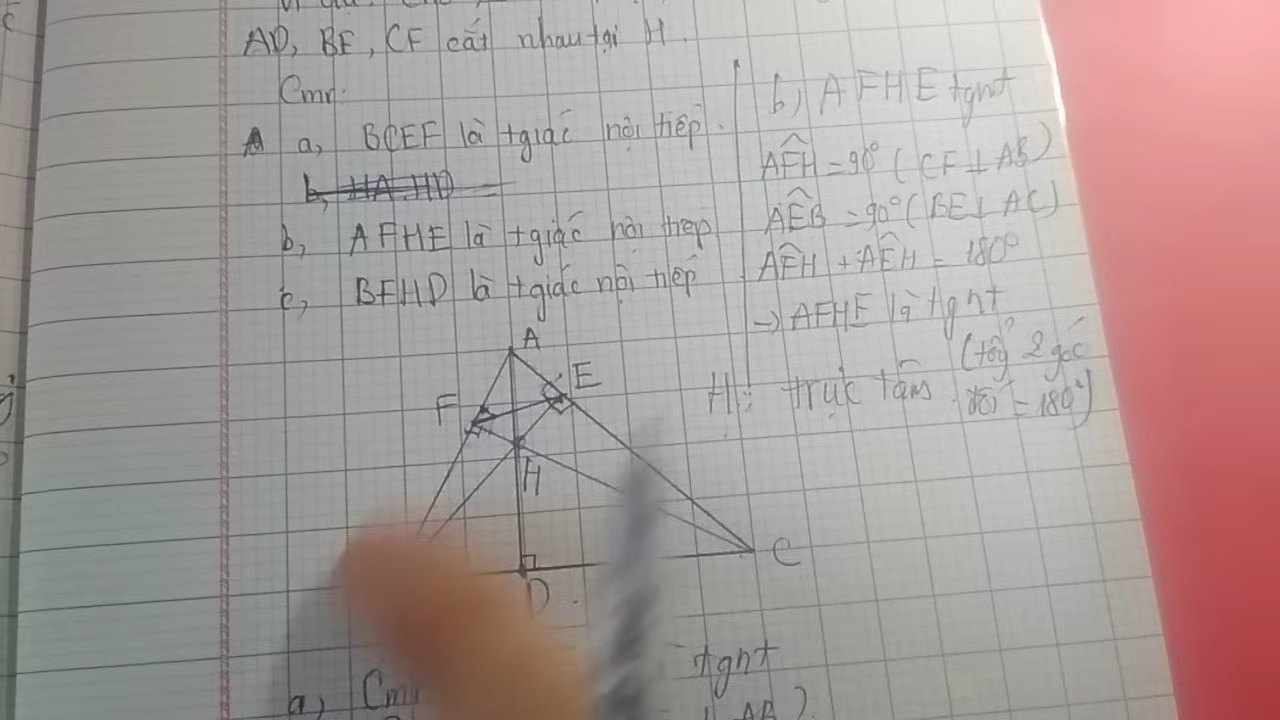 AD, BE, CF cắt nhau tại H.
Cmr:
a, BCEF là tgiác nội tiếp.
b, HA.HD =
b, AFHE là tgiác nội tiếp
c, BFHD là tgiác nội tiếp
b) AFHE tgnt
AFH = 90° (CF ⊥ AB)
AEB = 90° (BE ⊥ AC)
AFH + AEH = 180°
→ AFHE là tgnt
(tổng 2 góc
đối = 180°)
H: trực tâm
A
E
F
H
C
D
tgnt
a, Cmr
AB).